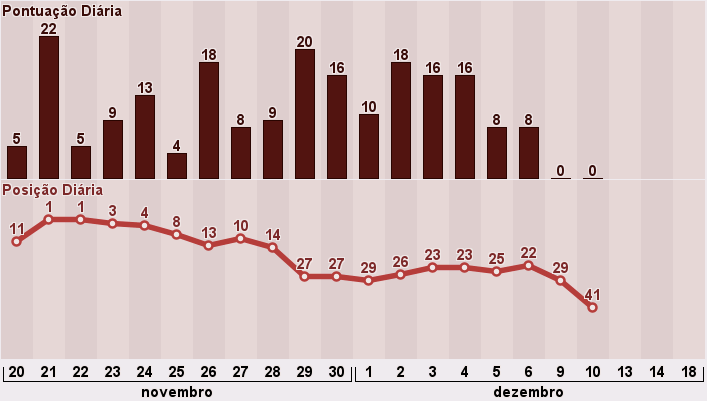 Pontuação Diária
5 22 5 9 13 4 18 8 9 20 16 10 18 16 16 8 8 0 0
Posição Diária
11 1 1 3 4 8 13 10 14 27 27 29 26 23 23 25 22 29 41
20 21 22 23 24 25 26 27 28 29 30 1 2 3 4 5 6 9 10 13 14 18
novembro dezembro